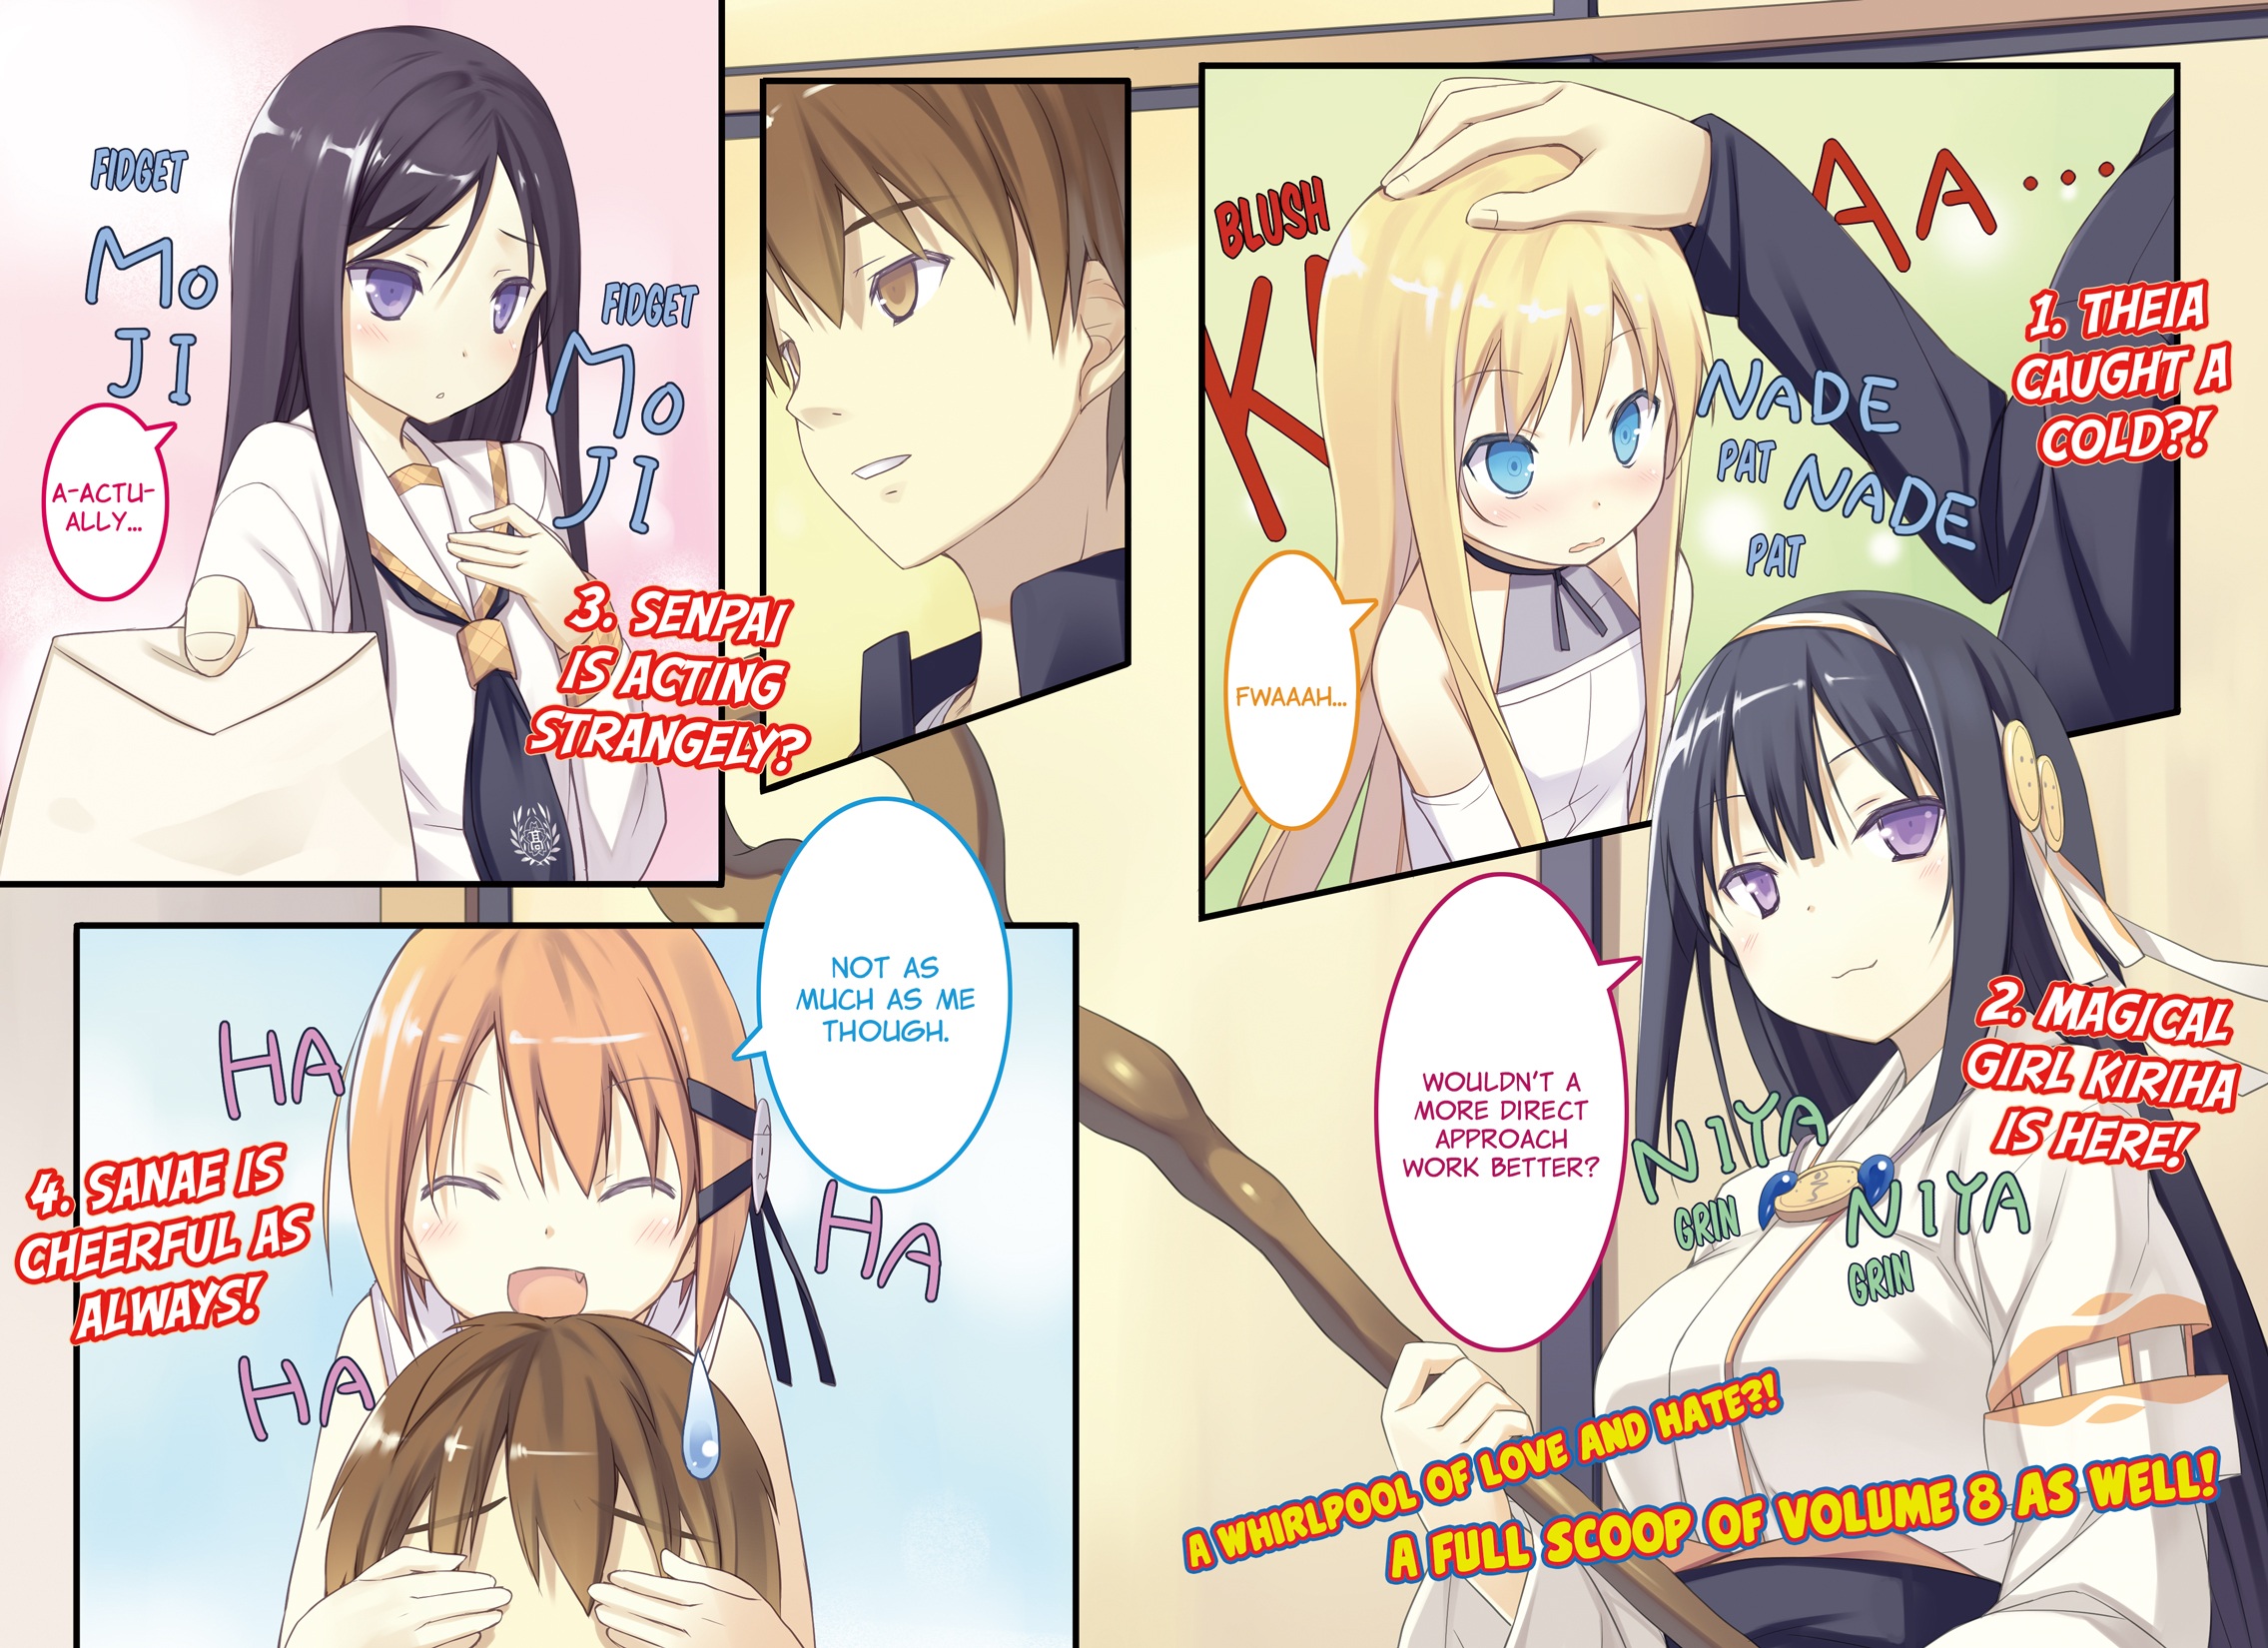 BLUSH
AA...
NADE
PAT
NADE
PAT
FWAAAH...
1. THEIA
CAUGHT A
COLD?!
WOULDN'T A
MORE DIRECT
APPROACH
WORK BETTER?
NIYA
GRIN
NIYA
GRIN
2. MAGICAL
GIRL KIRIHA
IS HERE!
FIDGET
MO
JI
FIDGET
MO
JI
A-ACTU-
ALLY...
3. SENPAI
IS ACTING
STRANGELY?
NOT AS
MUCH AS ME
THOUGH.
HA
HA
HA
4. SANAE IS
CHEERFUL AS
ALWAYS!
A WHIRLPOOL OF LOVE AND HATE?!
A FULL SCOOP OF VOLUME 8 AS WELL!